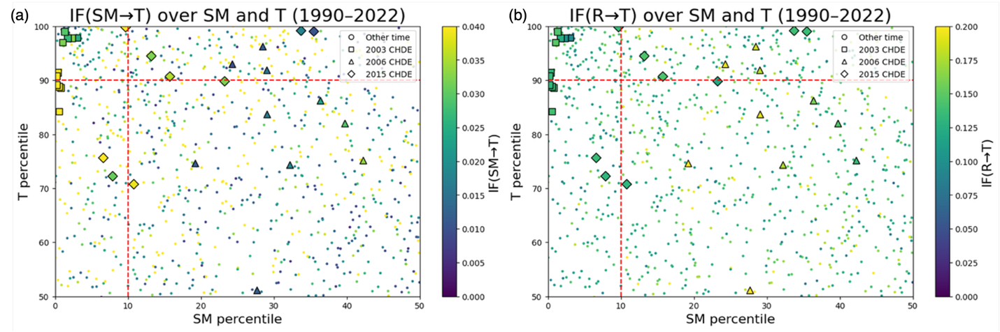 (a)
IF(SM→T) over SM and T (1990–2022)
100
90
80
70
60
50
T percentile
0 10 20 30 40 50
SM percentile
Other time
2003 CHDE
2006 CHDE
2015 CHDE
0.040
0.035
0.030
0.025
0.020
0.015
0.010
0.005
0.000
IF(SM→T)
(b)
IF(R→T) over SM and T (1990–2022)
100
90
80
70
60
50
T percentile
0 10 20 30 40 50
SM percentile
Other time
2003 CHDE
2006 CHDE
2015 CHDE
0.200
0.175
0.150
0.125
0.100
0.075
0.050
0.025
0.000
IF(R→T)